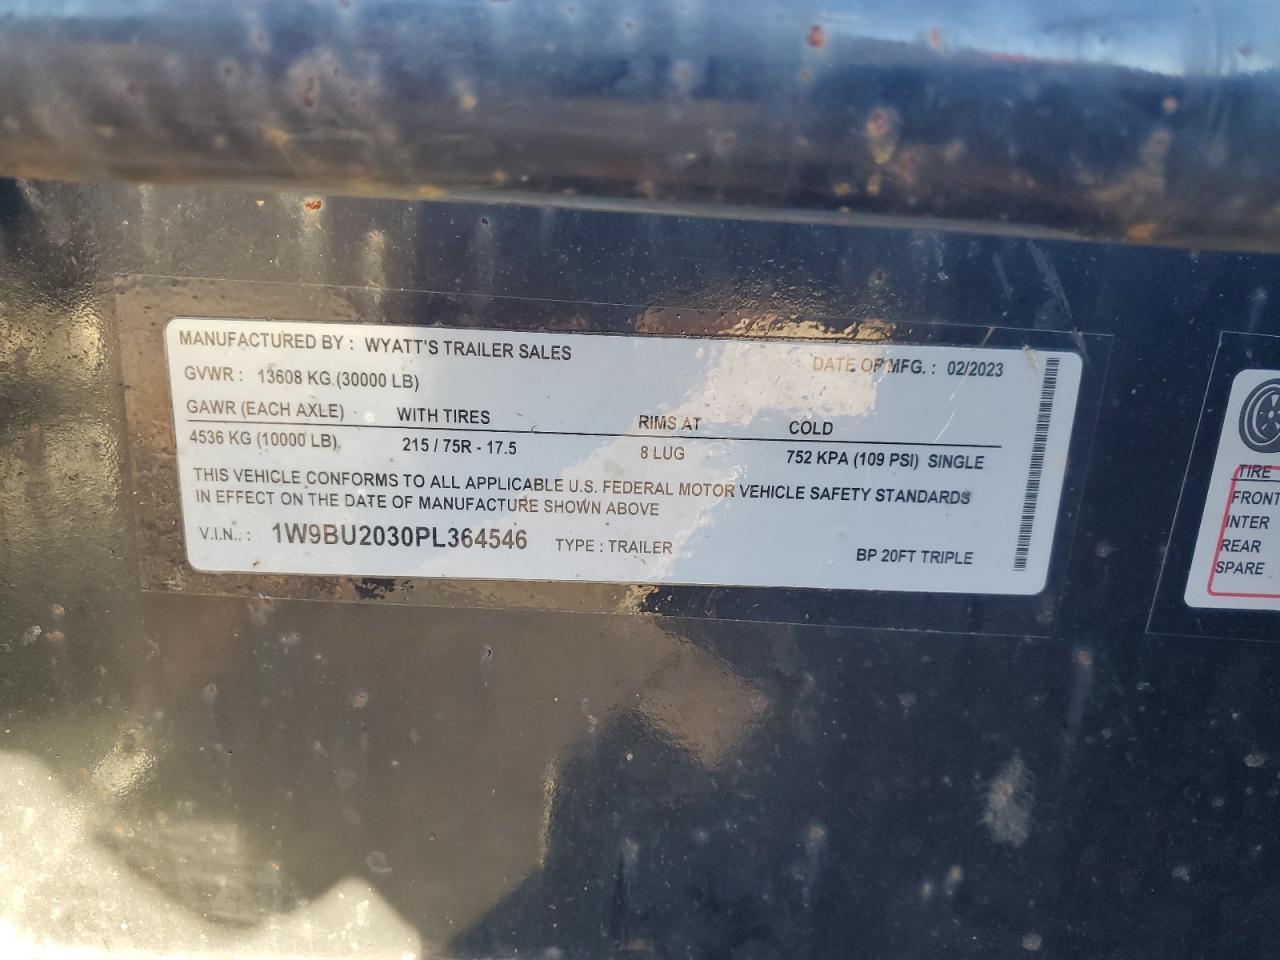 MANUFACTURED BY : WYATT'S TRAILER SALES
DATE OF MFG. : 02/2023
GVWR : 13608 KG (30000 LB)
GAWR (EACH AXLE) WITH TIRES RIMS AT COLD
4536 KG (10000 LB) 215 / 75R - 17.5 8 LUG 752 KPA (109 PSI) SINGLE
THIS VEHICLE CONFORMS TO ALL APPLICABLE U.S. FEDERAL MOTOR VEHICLE SAFETY STANDARDS
IN EFFECT ON THE DATE OF MANUFACTURE SHOWN ABOVE
V.I.N.. : 1W9BU2030PL364546 TYPE : TRAILER BP 20FT TRIPLE
TIRE
FRONT
INTER
REAR
SPARE